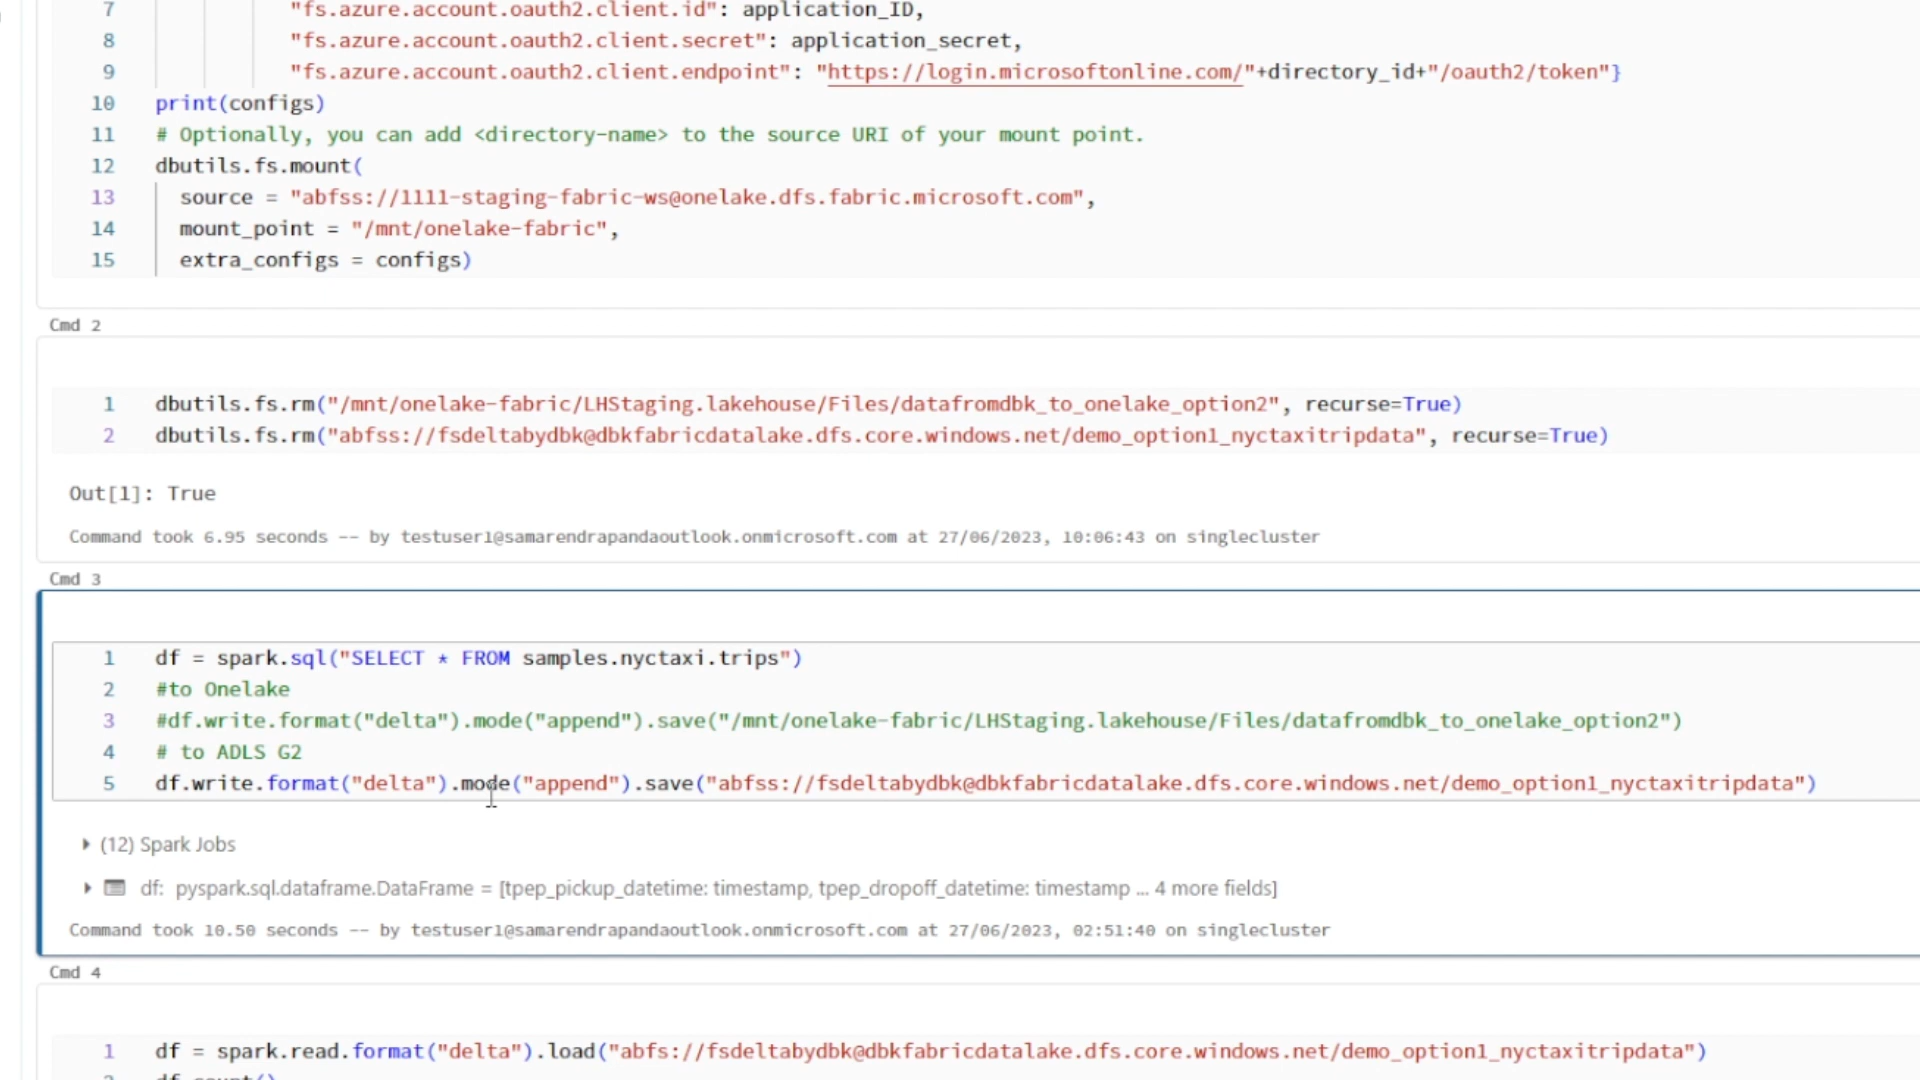 7 "fs.azure.account.oauth2.client.id": application_ID,
8 "fs.azure.account.oauth2.client.secret": application_secret,
9 "fs.azure.account.oauth2.client.endpoint": "https://login.microsoftonline.com/"+directory_id+"/oauth2/token"}
10 print(configs)
11 # Optionally, you can add <directory-name> to the source URI of your mount point.
12 dbutils.fs.mount(
13 source = "abfss://1111-staging-fabric-ws@onelake.dfs.fabric.microsoft.com",
14 mount_point = "/mnt/onelake-fabric",
15 extra_configs = configs)
Cmd 2
1 dbutils.fs.rm("/mnt/onelake-fabric/LHStaging.lakehouse/Files/datafromdbk_to_onelake_option2", recurse=True)
2 dbutils.fs.rm("abfss://fsdeltabydbk@dbkfabricdatalake.dfs.core.windows.net/demo_option1_nyctaxitripdata", recurse=True)
Out[1]: True
Command took 6.95 seconds -- by testuser1@samarendrapandaoutlook.onmicrosoft.com at 27/06/2023, 10:06:43 on singlecluster
Cmd 3
1 df = spark.sql("SELECT * FROM samples.nyctaxi.trips")
2 #to Onelake
3 #df.write.format("delta").mode("append").save("/mnt/onelake-fabric/LHStaging.lakehouse/Files/datafromdbk_to_onelake_option2")
4 # to ADLS G2
5 df.write.format("delta").mode("append").save("abfss://fsdeltabydbk@dbkfabricdatalake.dfs.core.windows.net/demo_option1_nyctaxitripdata")
(12) Spark Jobs
df: pyspark.sql.dataframe.DataFrame = [tpep_pickup_datetime: timestamp, tpep_dropoff_datetime: timestamp ... 4 more fields]
Command took 10.50 seconds -- by testuser1@samarendrapandaoutlook.onmicrosoft.com at 27/06/2023, 02:51:40 on singlecluster
Cmd 4
1 df = spark.read.format("delta").load("abfs://fsdeltabydbk@dbkfabricdatalake.dfs.core.windows.net/demo_option1_nyctaxitripdata")
2 df.count()